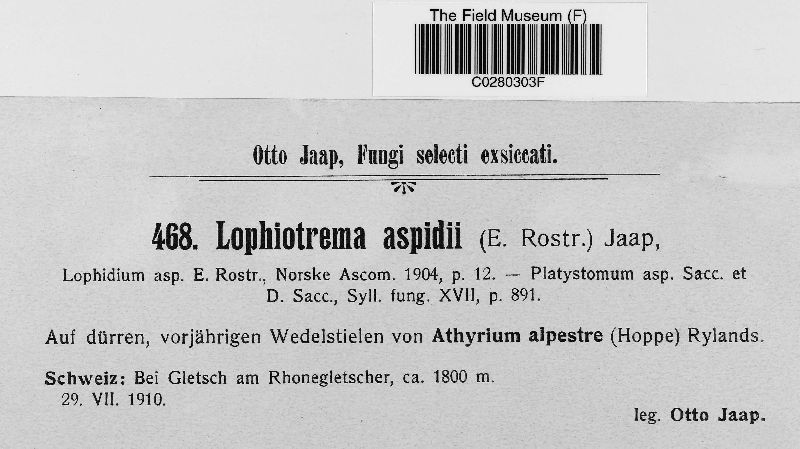 The Field Museum (F)
C0280303F
Otto Jaap, Fungi selecti exsiccati.
468. Lophiotrema aspidii (E. Rostr.) Jaap,
Lophidium asp. E. Rostr., Norske Ascom. 1904, p. 12. — Platystomum asp. Sacc. et
D. Sacc., Syll. fung. XVII, p. 891.
Auf dürren, vorjährigen Wedelstielen von Athyrium alpestre (Hoppe) Rylands.
Schweiz: Bei Gletsch am Rhonegletscher, ca. 1800 m.
29. VII. 1910.
leg. Otto Jaap.